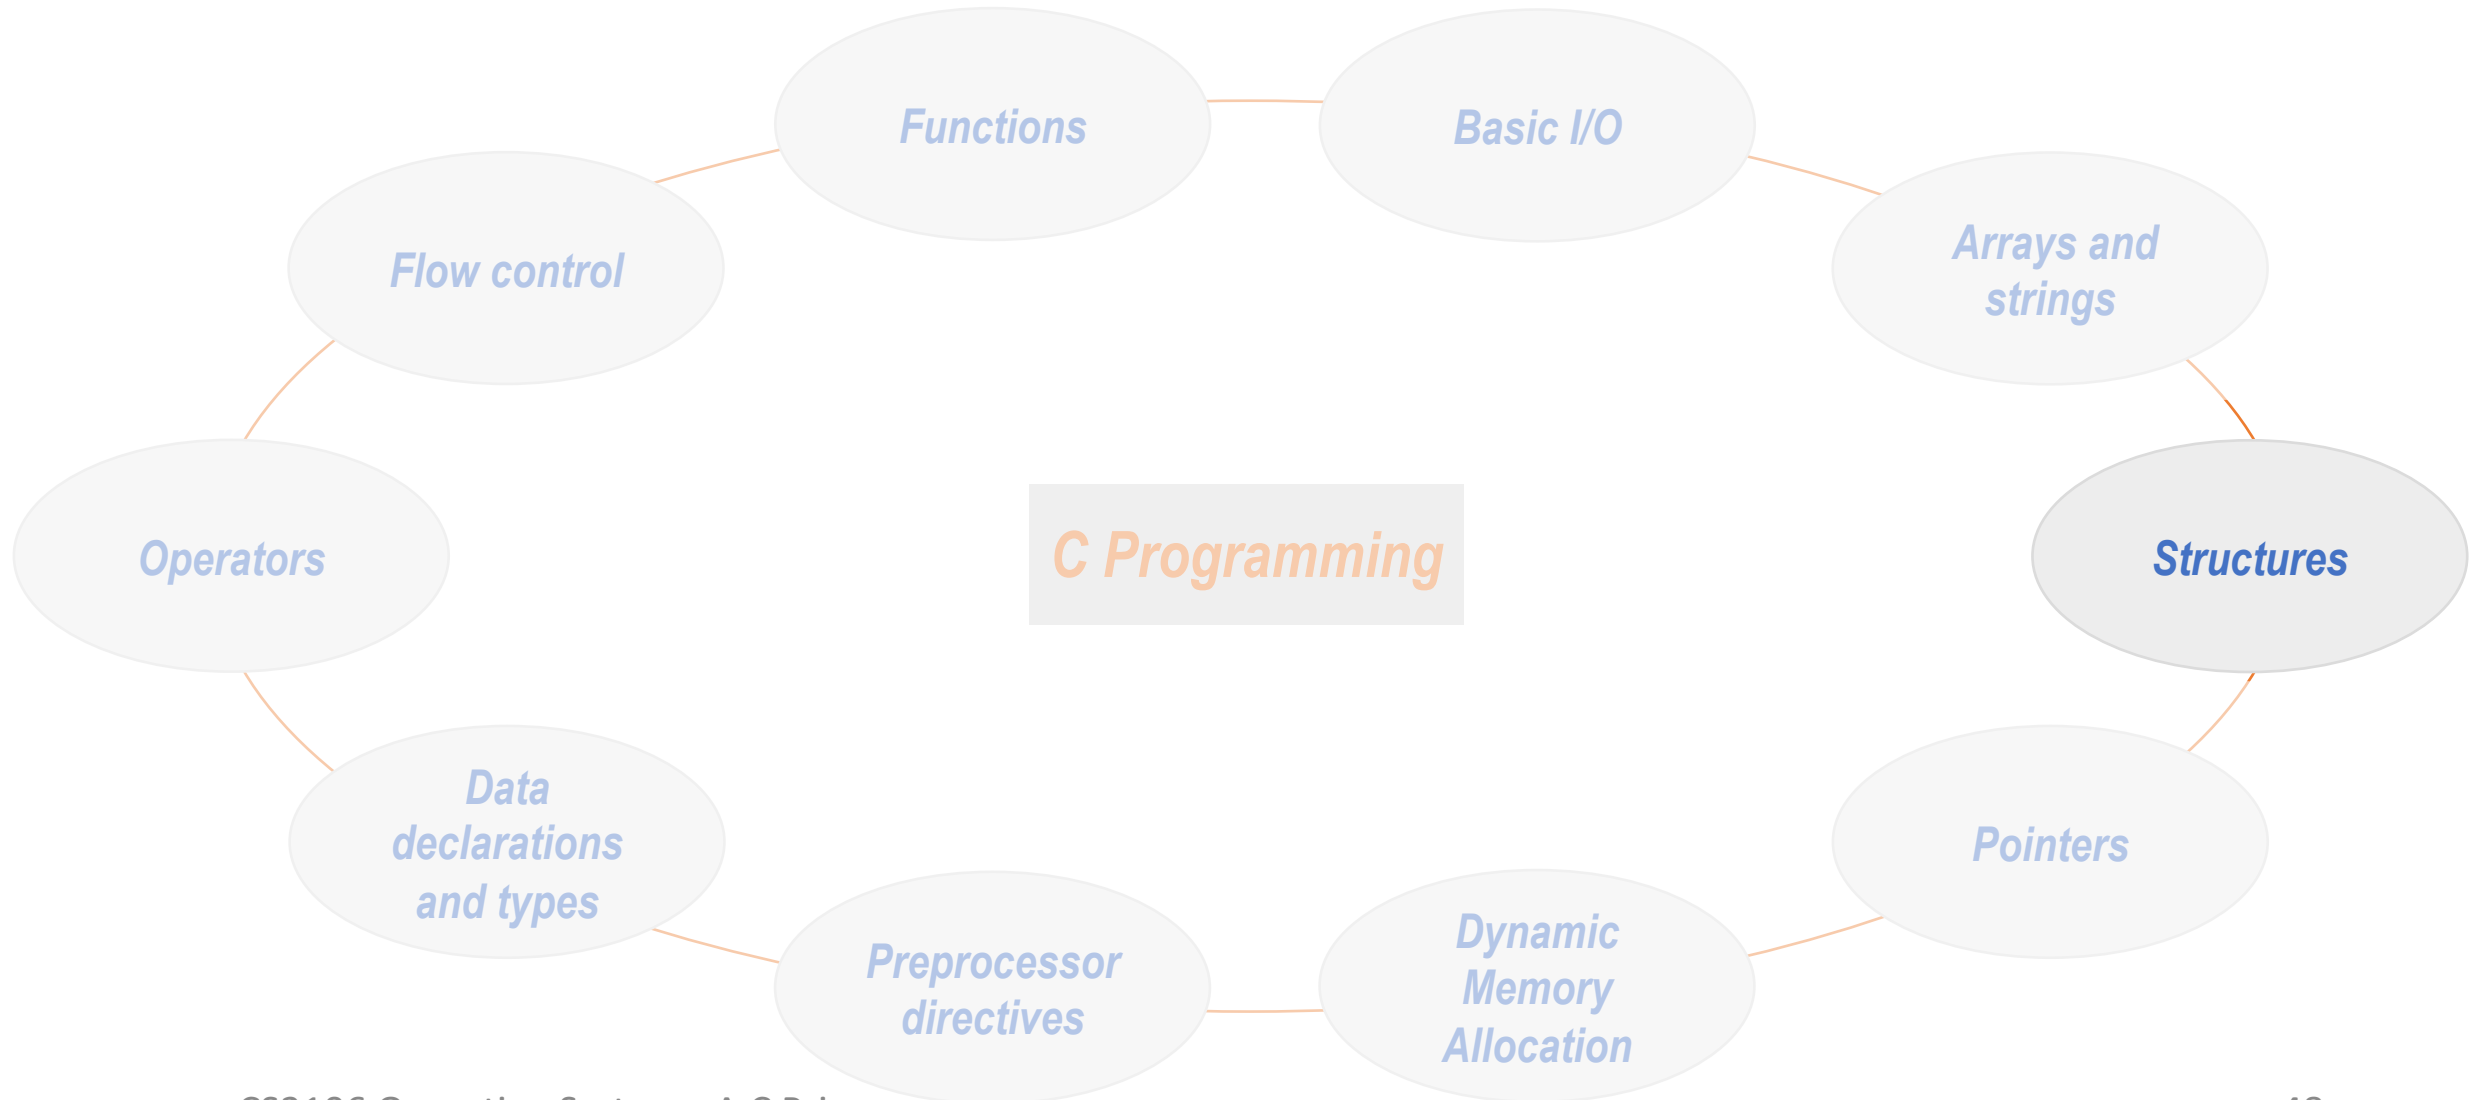 Functions
Basic I/O
Flow control
Arrays and
strings
Operators
C Programming
Structures
Data
declarations
and types
Pointers
Preprocessor
directives
Dynamic
Memory
Allocation